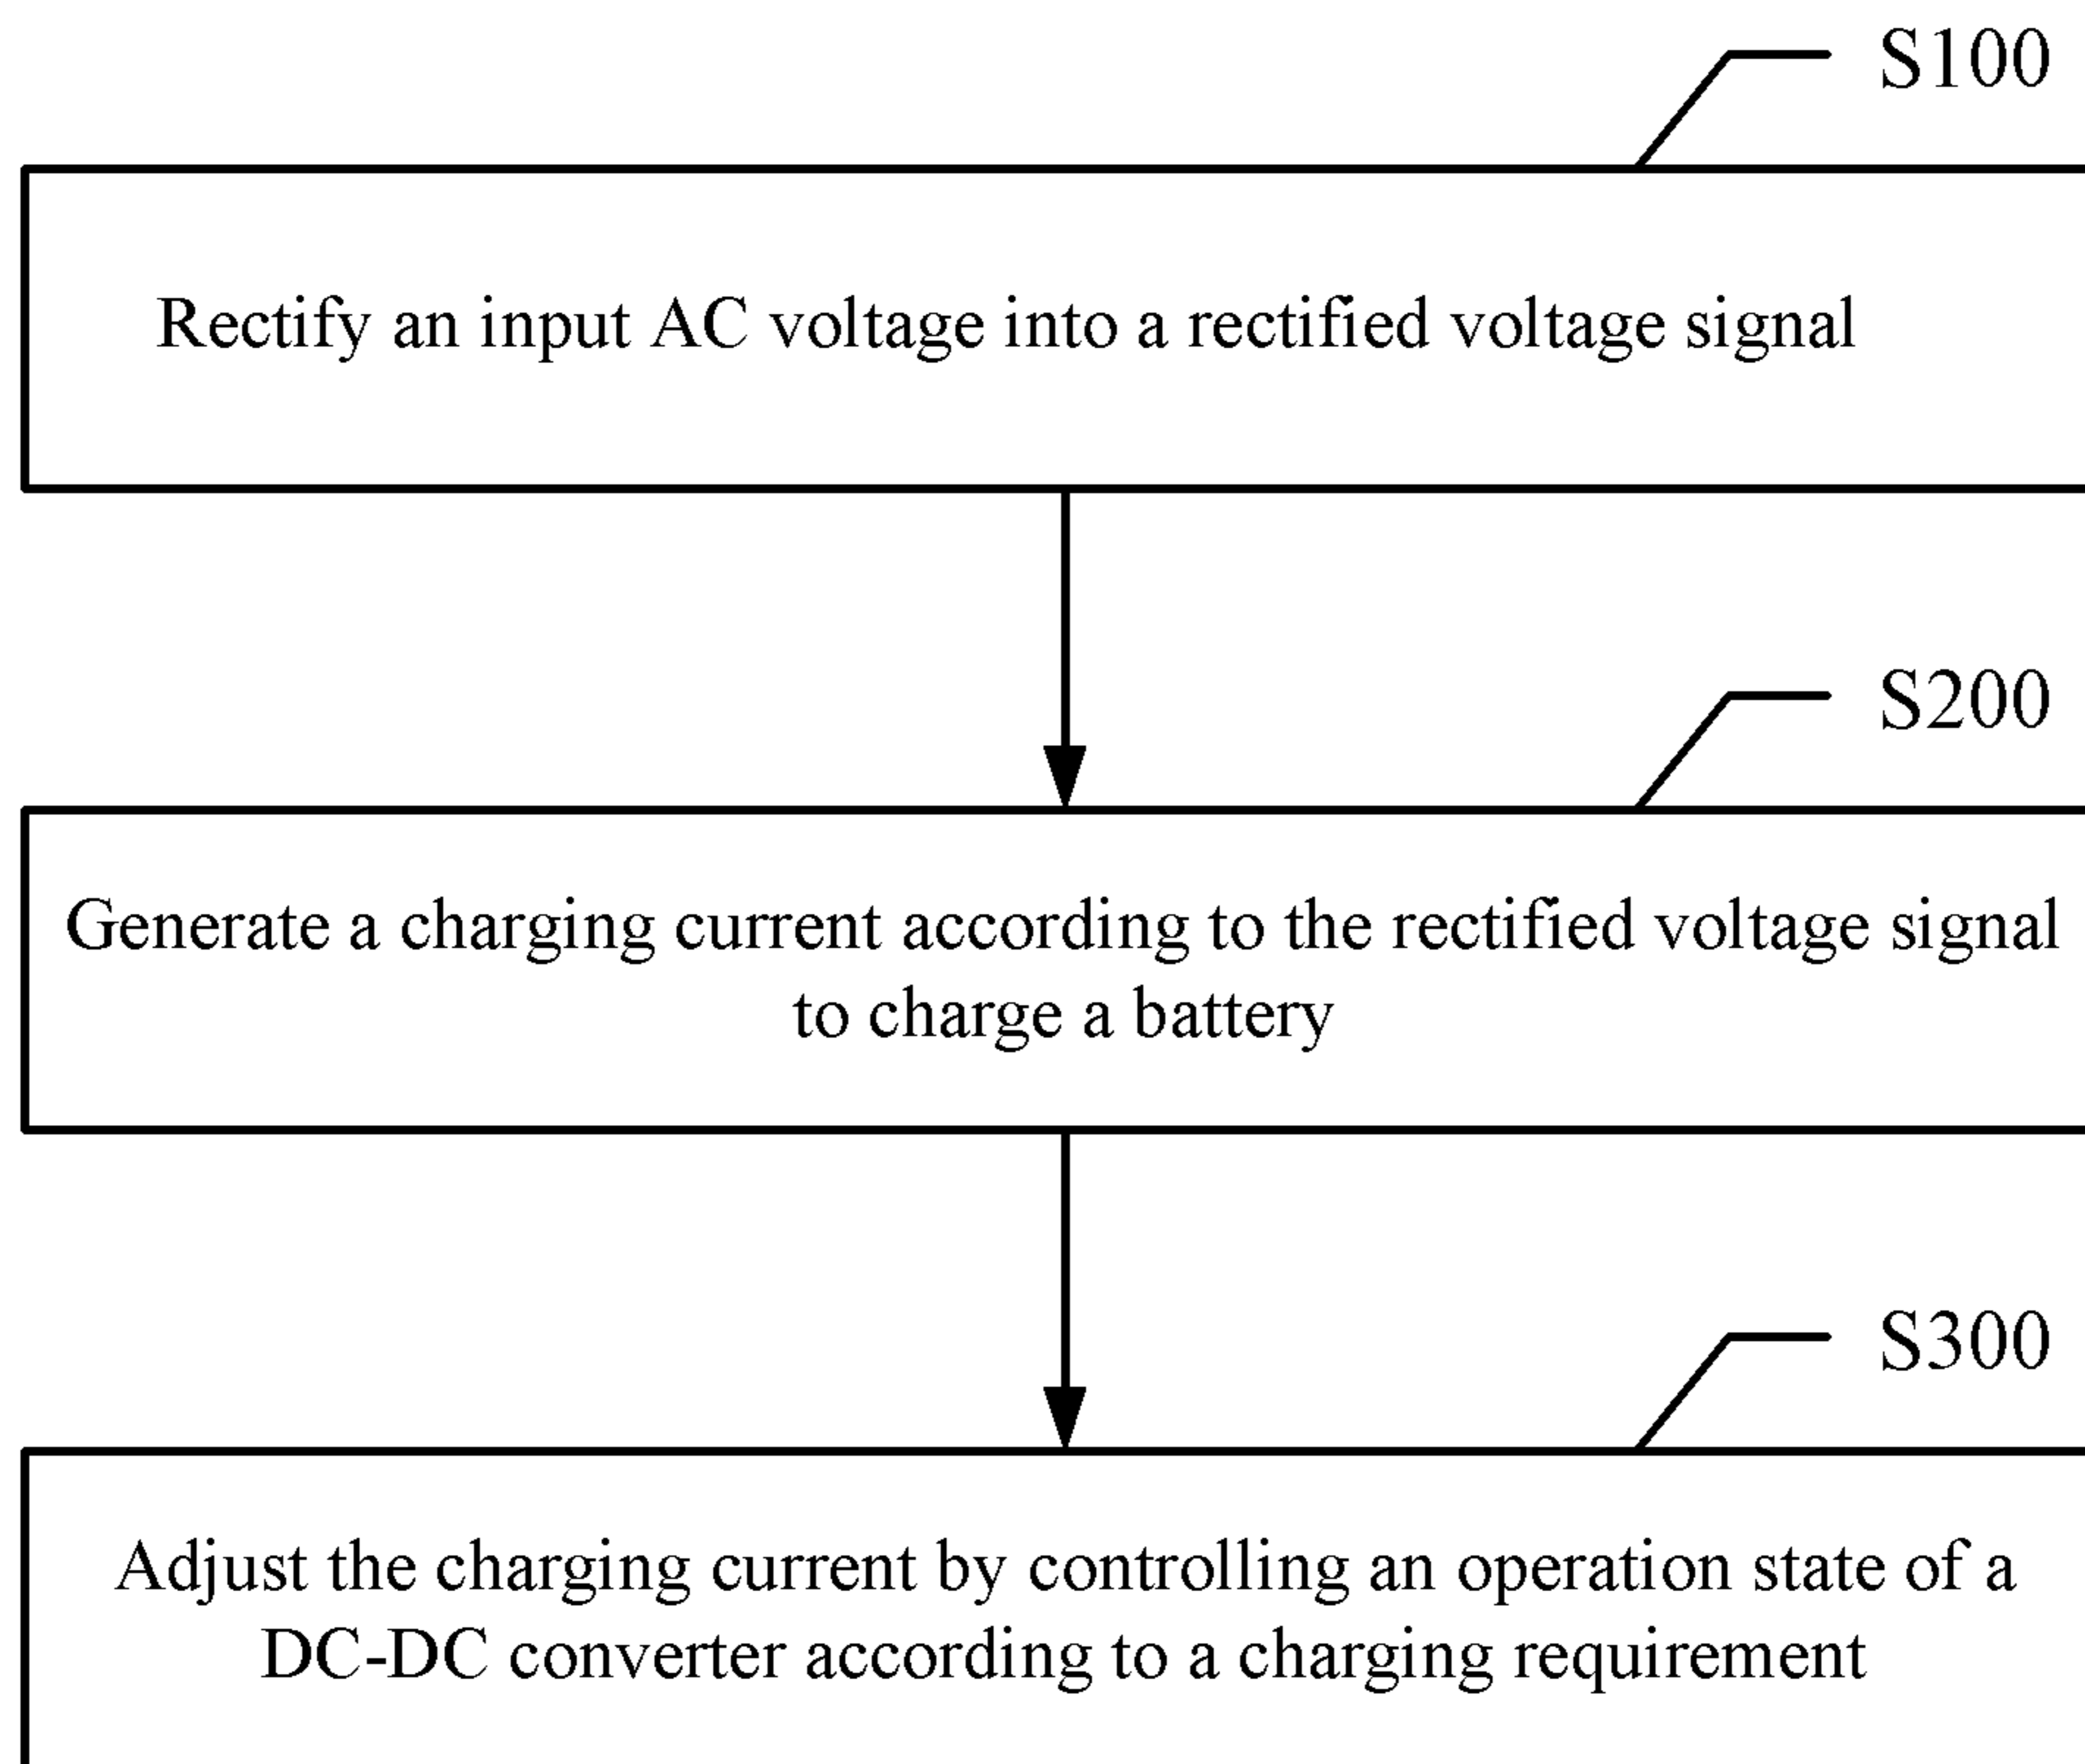 S100
Rectify an input AC voltage into a rectified voltage signal
S200
Generate a charging current according to the rectified voltage signal
to charge a battery
S300
Adjust the charging current by controlling an operation state of a
DC-DC converter according to a charging requirement